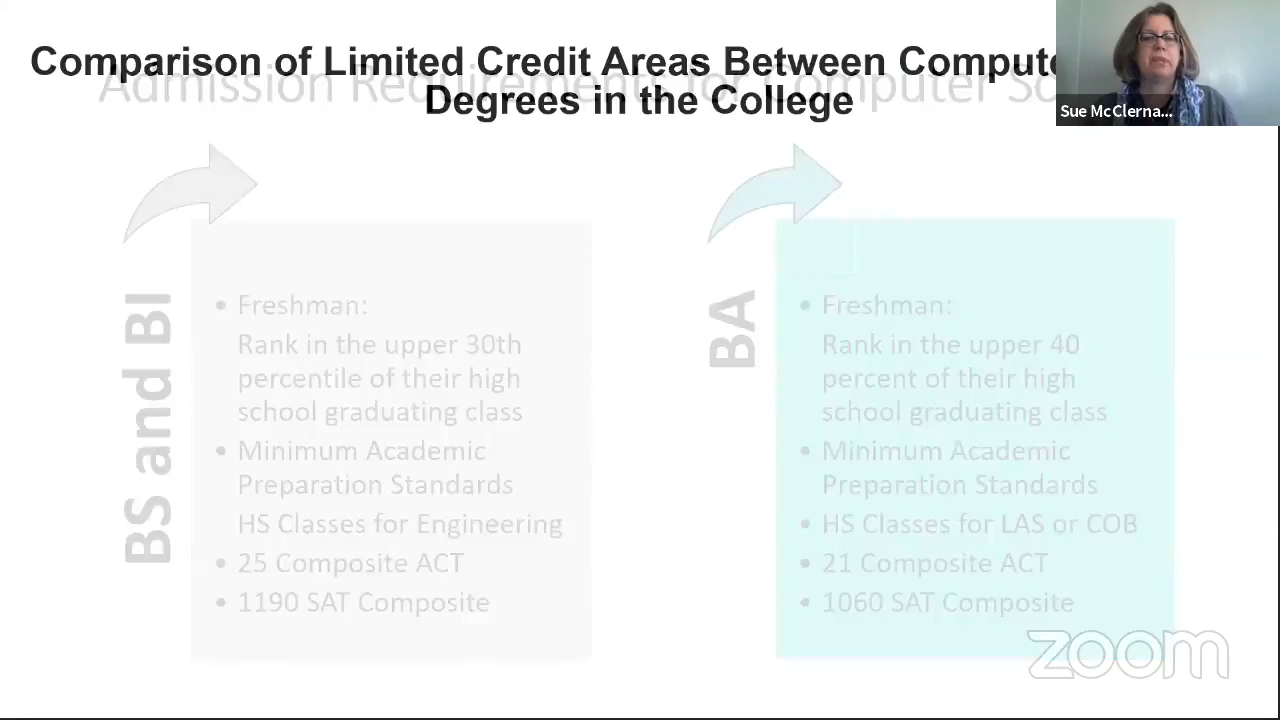 Comparison of Limited Credit Areas Between Compute
Degrees in the College
Admission Requirements for Computer Sc
Sue McClerna...
BS and BI
• Freshman:
Rank in the upper 30th
percentile of their high
school graduating class
• Minimum Academic
Preparation Standards
HS Classes for Engineering
• 25 Composite ACT
• 1190 SAT Composite
BA
• Freshman:
Rank in the upper 40
percent of their high
school graduating class
• Minimum Academic
Preparation Standards
• HS Classes for LAS or COB
• 21 Composite ACT
• 1060 SAT Composite
zoom